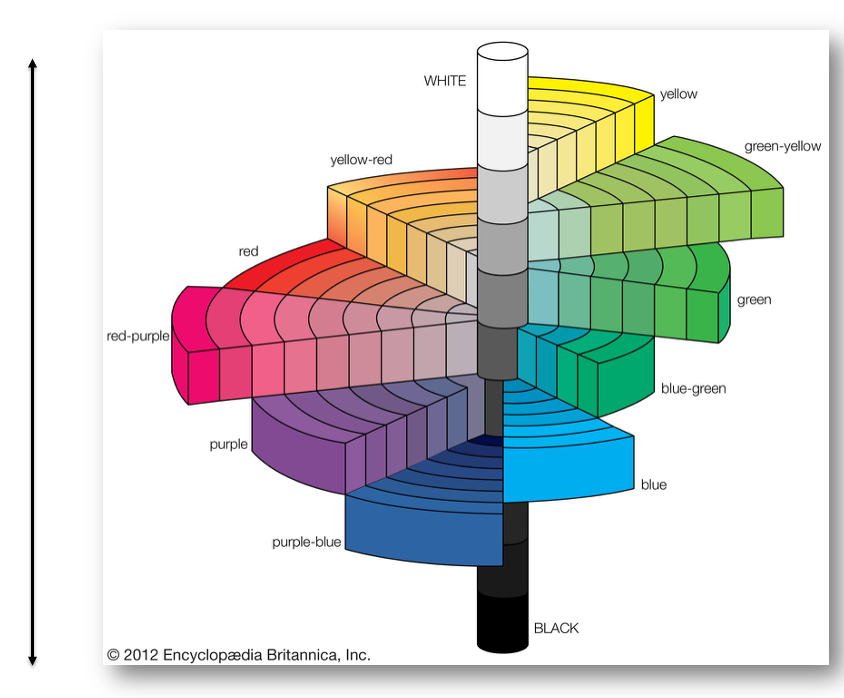 WHITE
yellow
green-yellow
yellow-red
red
green
red-purple
blue-green
purple
blue
purple-blue
BLACK
© 2012 Encyclopædia Britannica, Inc.